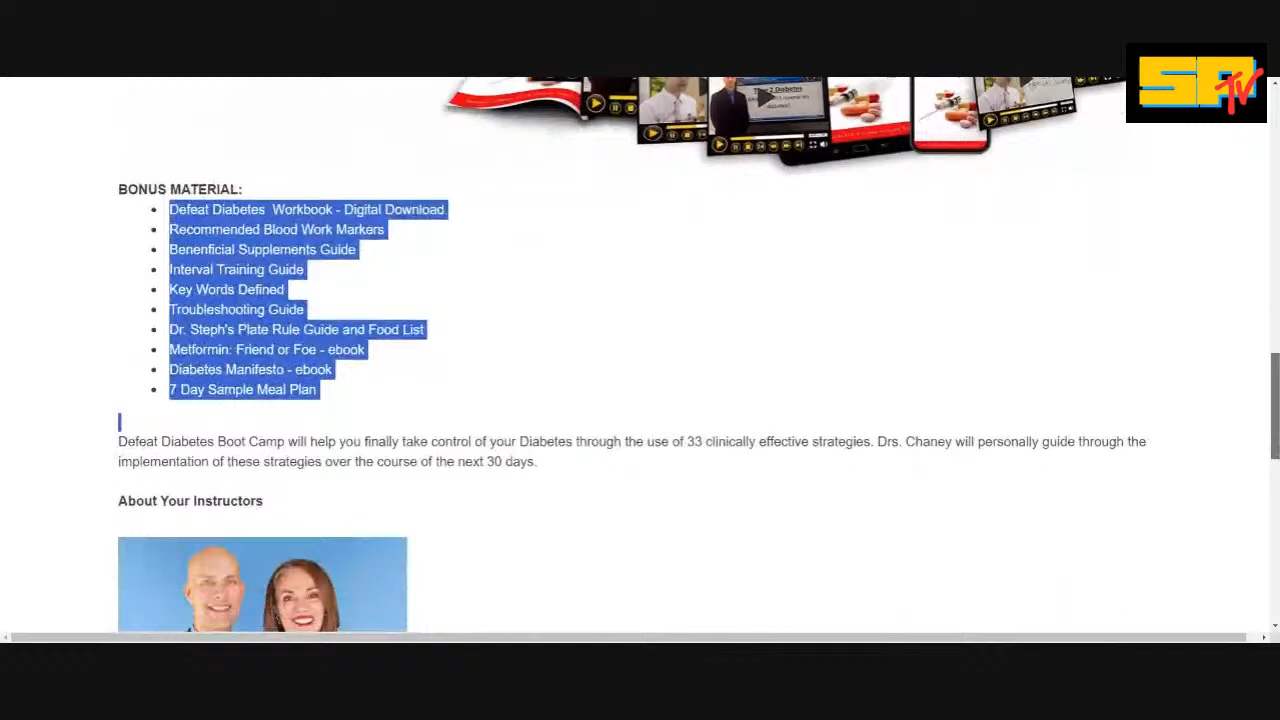 SPTV
Type 2 Diabetes
BONUS MATERIAL:
Defeat Diabetes  Workbook - Digital Download
Recommended Blood Work Markers
Benenficial Supplements Guide
Interval Training Guide
Key Words Defined
Troubleshooting Guide
Dr. Steph's Plate Rule Guide and Food List
Metformin: Friend or Foe - ebook
Diabetes Manifesto - ebook
7 Day Sample Meal Plan
Defeat Diabetes Boot Camp will help you finally take control of your Diabetes through the use of 33 clinically effective strategies. Drs. Chaney will personally guide through the
implementation of these strategies over the course of the next 30 days.
About Your Instructors